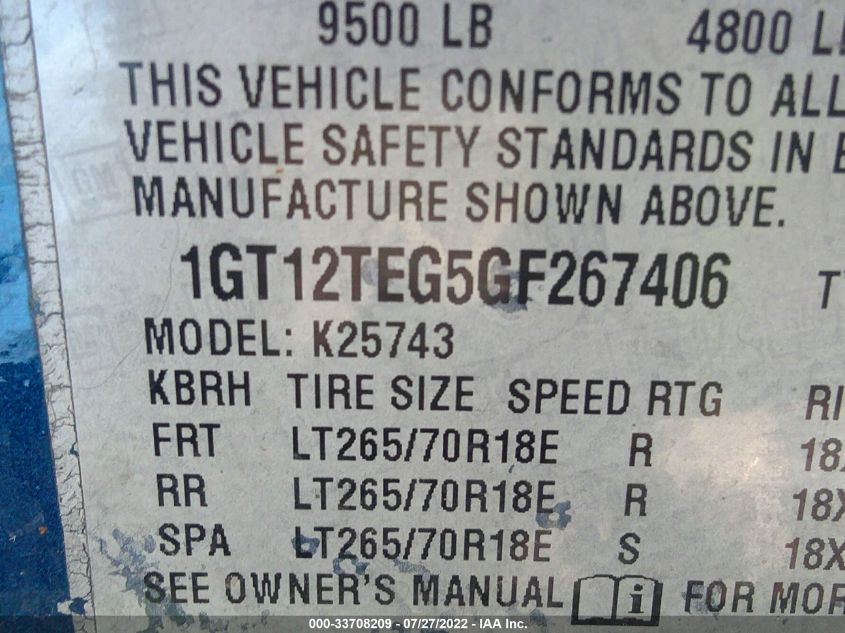 9500 LB 4800 L
THIS VEHICLE CONFORMS TO ALL
VEHICLE SAFETY STANDARDS IN
MANUFACTURE SHOWN ABOVE.
1GT12TEG5GF267406 T
MODEL: K25743
KBRH TIRE SIZE SPEED RTG RI
FRT LT265/70R18E R 18X
RR LT265/70R18E R 18X
SPA LT265/70R18E S 18X
SEE OWNER'S MANUAL i FOR MOR
000-33708209 - 07/27/2022 - IAA Inc.